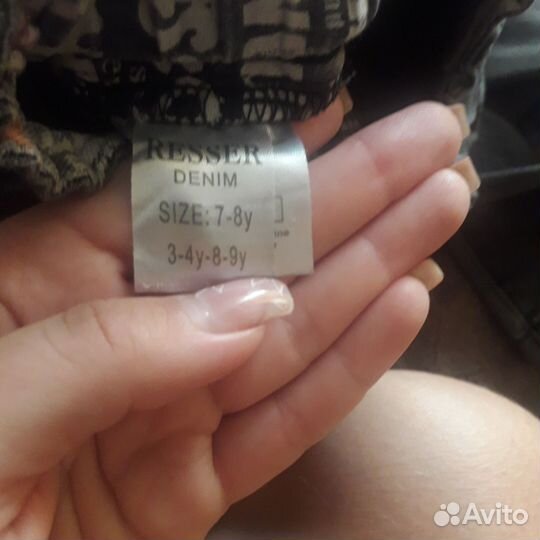 RESSER
DENIM
SIZE: 7-8y
3-4y-8-9y
Avito